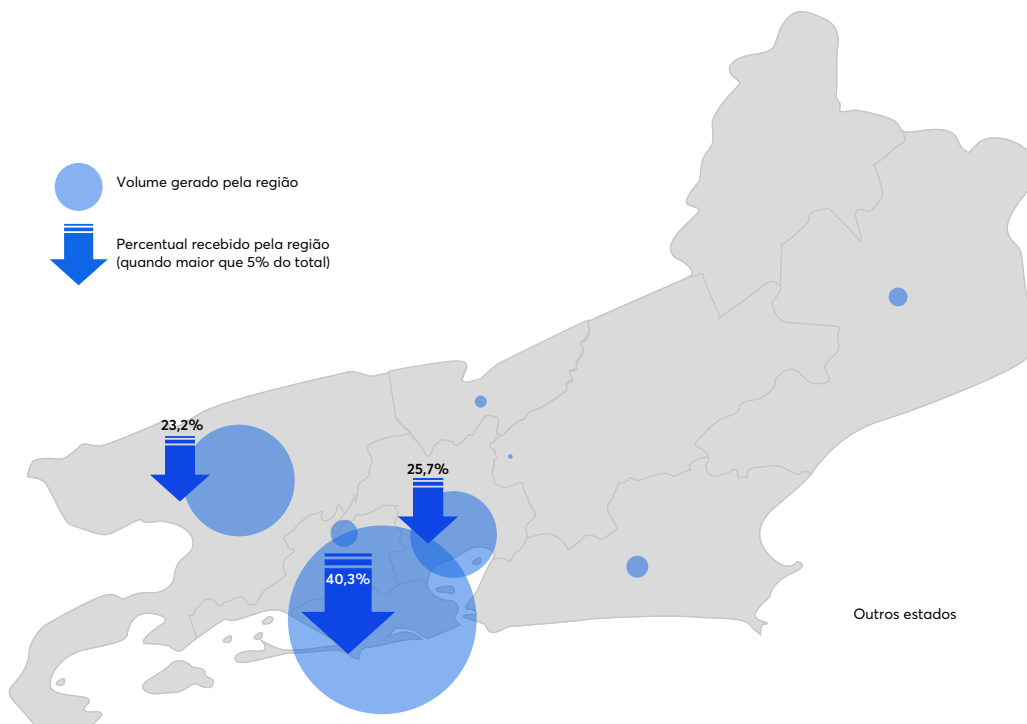 Volume gerado pela região
Percentual recebido pela região
(quando maior que 5% do total)
23,2%
25,7%
40,3%
Outros estados